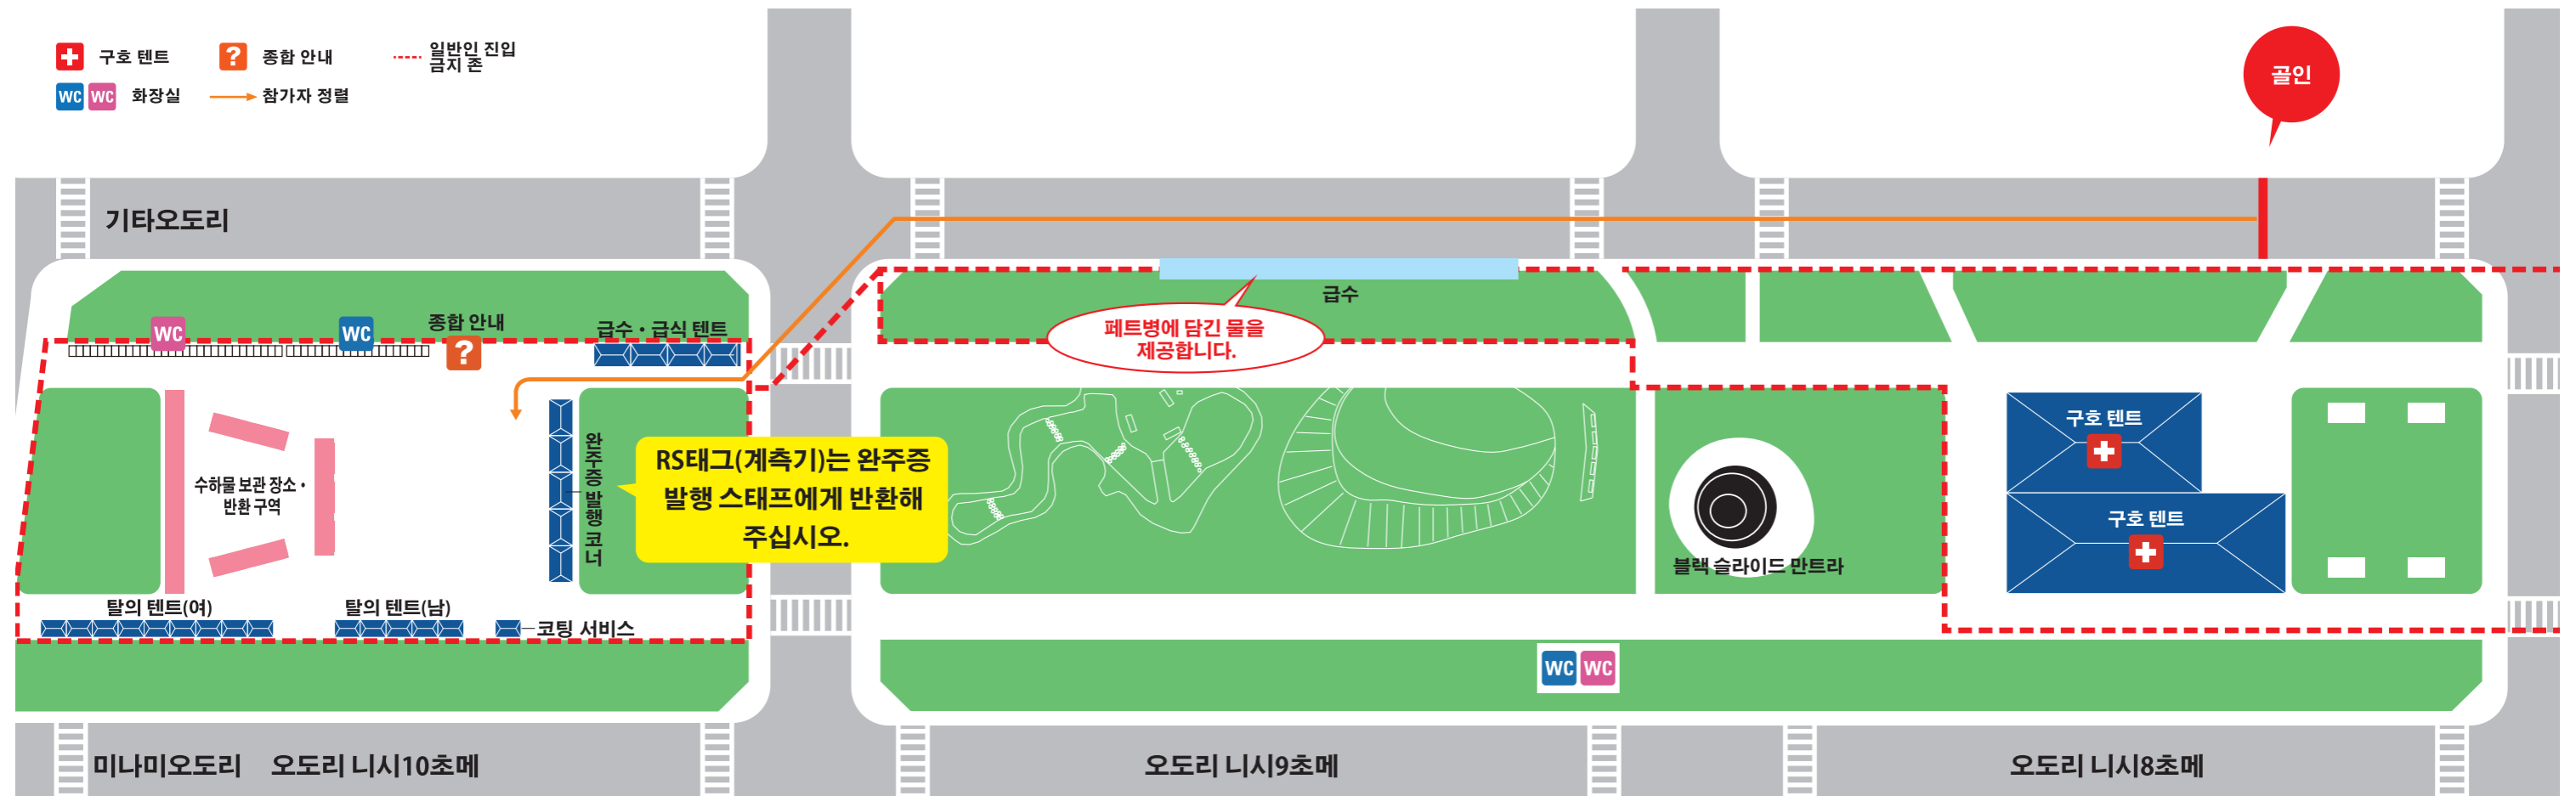 구호 텐트
종합 안내
일반인 진입
금지 존
WC WC 화장실
참가자 정렬
골인
기타오도리
WC
WC
종합 안내
급수・급식 텐트
급수
페트병에 담긴 물을
제공합니다.
수하물 보관 장소・
반환 구역
완주증 발행 코너
RS태그(계측기)는 완주증
발행 스태프에게 반환해
주십시오.
구호 텐트
구호 텐트
블랙 슬라이드 만트라
탈의 텐트(여)
탈의 텐트(남)
코팅 서비스
WC WC
미나미오도리
오도리 니시10초메
오도리 니시9초메
오도리 니시8초메